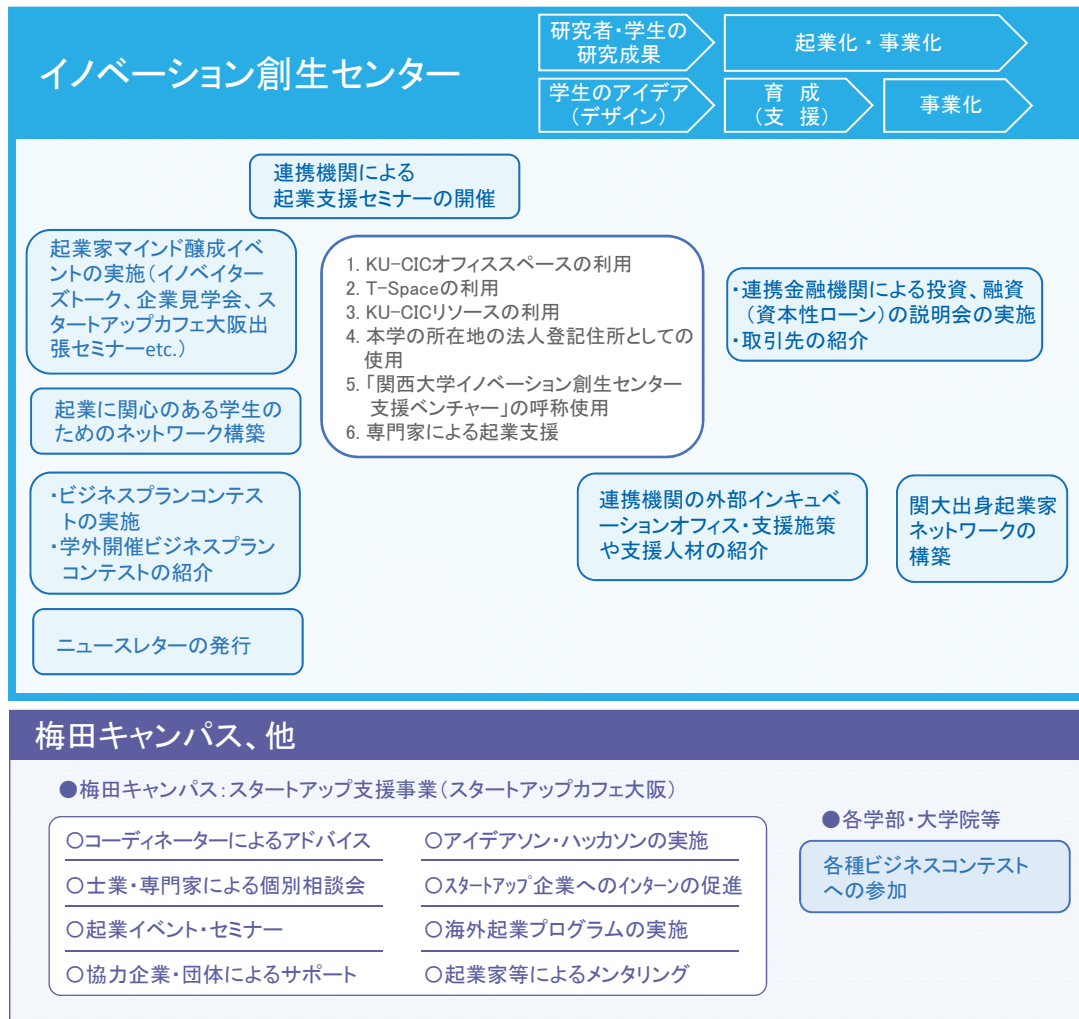 イノベーション創生センター
研究者・学生の
研究成果
起業化・事業化
学生のアイデア
（デザイン）
育 成
（支 援）
事業化
連携機関による
起業支援セミナーの開催
起業家マインド醸成イベ
ントの実施（イノベイター
ズトーク、企業見学会、ス
タートアップカフェ大阪出
張セミナーetc.）
1. KU-CICオフィススペースの利用
2. T-Spaceの利用
3. KU-CICリソースの利用
4. 本学の所在地の法人登記住所としての
使用
5. 「関西大学イノベーション創生センター
支援ベンチャー」の呼称使用
6. 専門家による起業支援
・連携金融機関による投資、融資
（資本性ローン）の説明会の実施
・取引先の紹介
起業に関心のある学生の
ためのネットワーク構築
・ビジネスプランコンテス
トの実施
・学外開催ビジネスプラン
コンテストの紹介
連携機関の外部インキュベ
ーションオフィス・支援施策
や支援人材の紹介
関大出身起業家
ネットワークの
構築
ニュースレターの発行
梅田キャンパス、他
●梅田キャンパス：スタートアップ支援事業（スタートアップカフェ大阪）
○コーディネーターによるアドバイス
○士業・専門家による個別相談会
○起業イベント・セミナー
○協力企業・団体によるサポート
○アイデアソン・ハッカソンの実施
○ｽﾀｰﾄｱｯﾌﾟ企業へのｲﾝﾀｰﾝの促進
○海外起業プログラムの実施
○起業家等によるメンタリング
●各学部・大学院等
各種ビジネスコンテスト
への参加